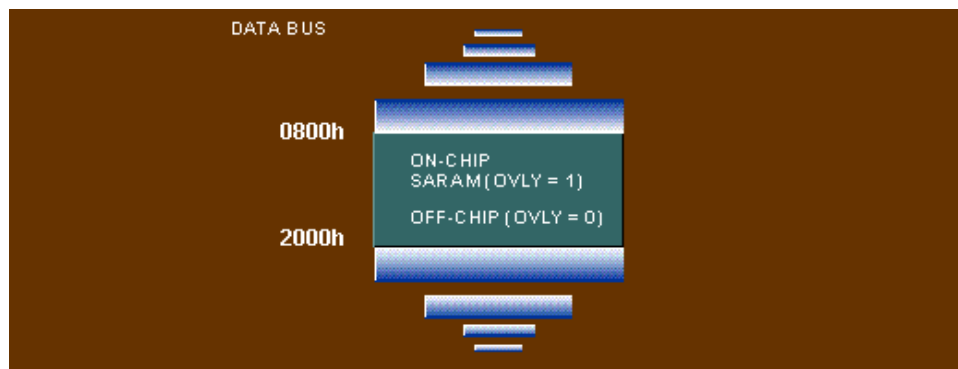 DATA BUS
0800h
ON-CHIP
SARAM(OVLY = 1)
OFF-CHIP (OVLY = 0)
2000h